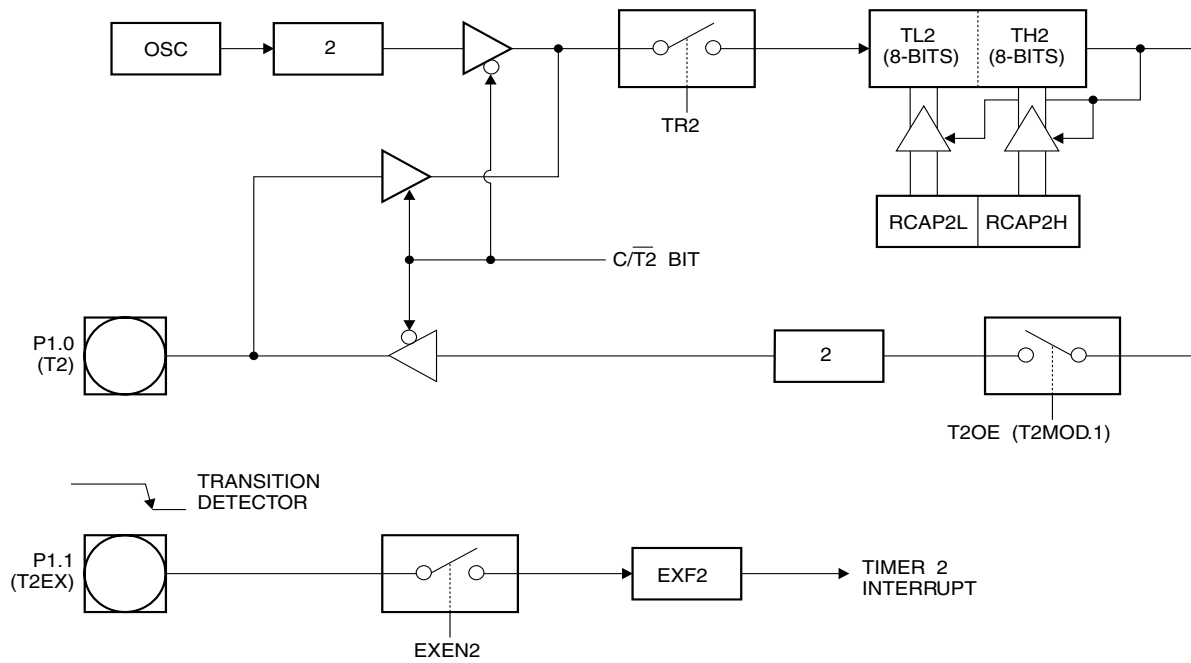 OSC
2
TR2
TL2
(8-BITS)
TH2
(8-BITS)
RCAP2L
RCAP2H
C/T2 BIT
P1.0
(T2)
2
T2OE (T2MOD.1)
TRANSITION
DETECTOR
P1.1
(T2EX)
EXF2
TIMER 2
INTERRUPT
EXEN2